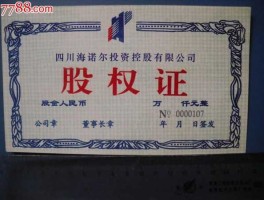 7788.com
四川海诺尔投资控股有限公司
股权证
股金人民币 万 仟元整
№ 0000107
公司章 董事长章 年 月 日签发